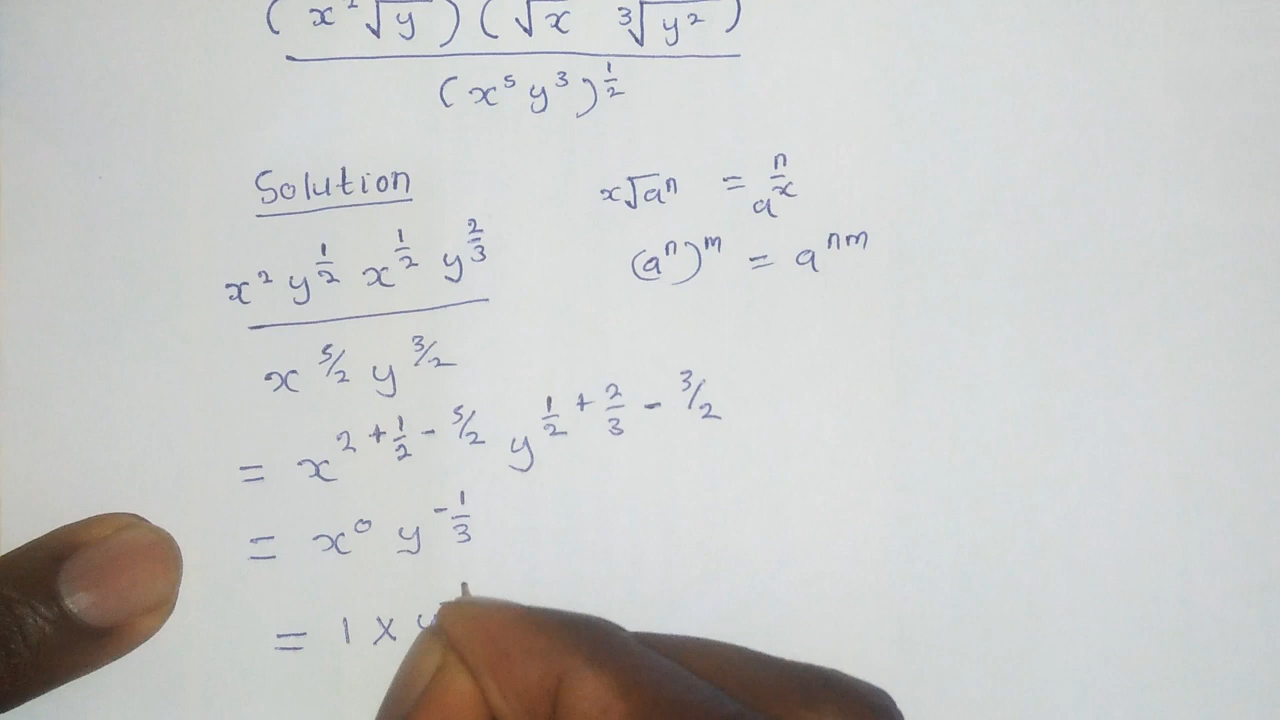 ( x² √y ) ( √x ³√y² )
(x⁵ y³)^½
Solution
x√aⁿ = a^(n/x)
(aⁿ)ᵐ = a^(nm)
x² y^(1/2) x^(1/2) y^(2/3)
x^(5/2) y^(3/2)
= x^(2 + 1/2 - 5/2) y^(1/2 + 2/3 - 3/2)
= x⁰ y^(-1/3)
= 1 × y